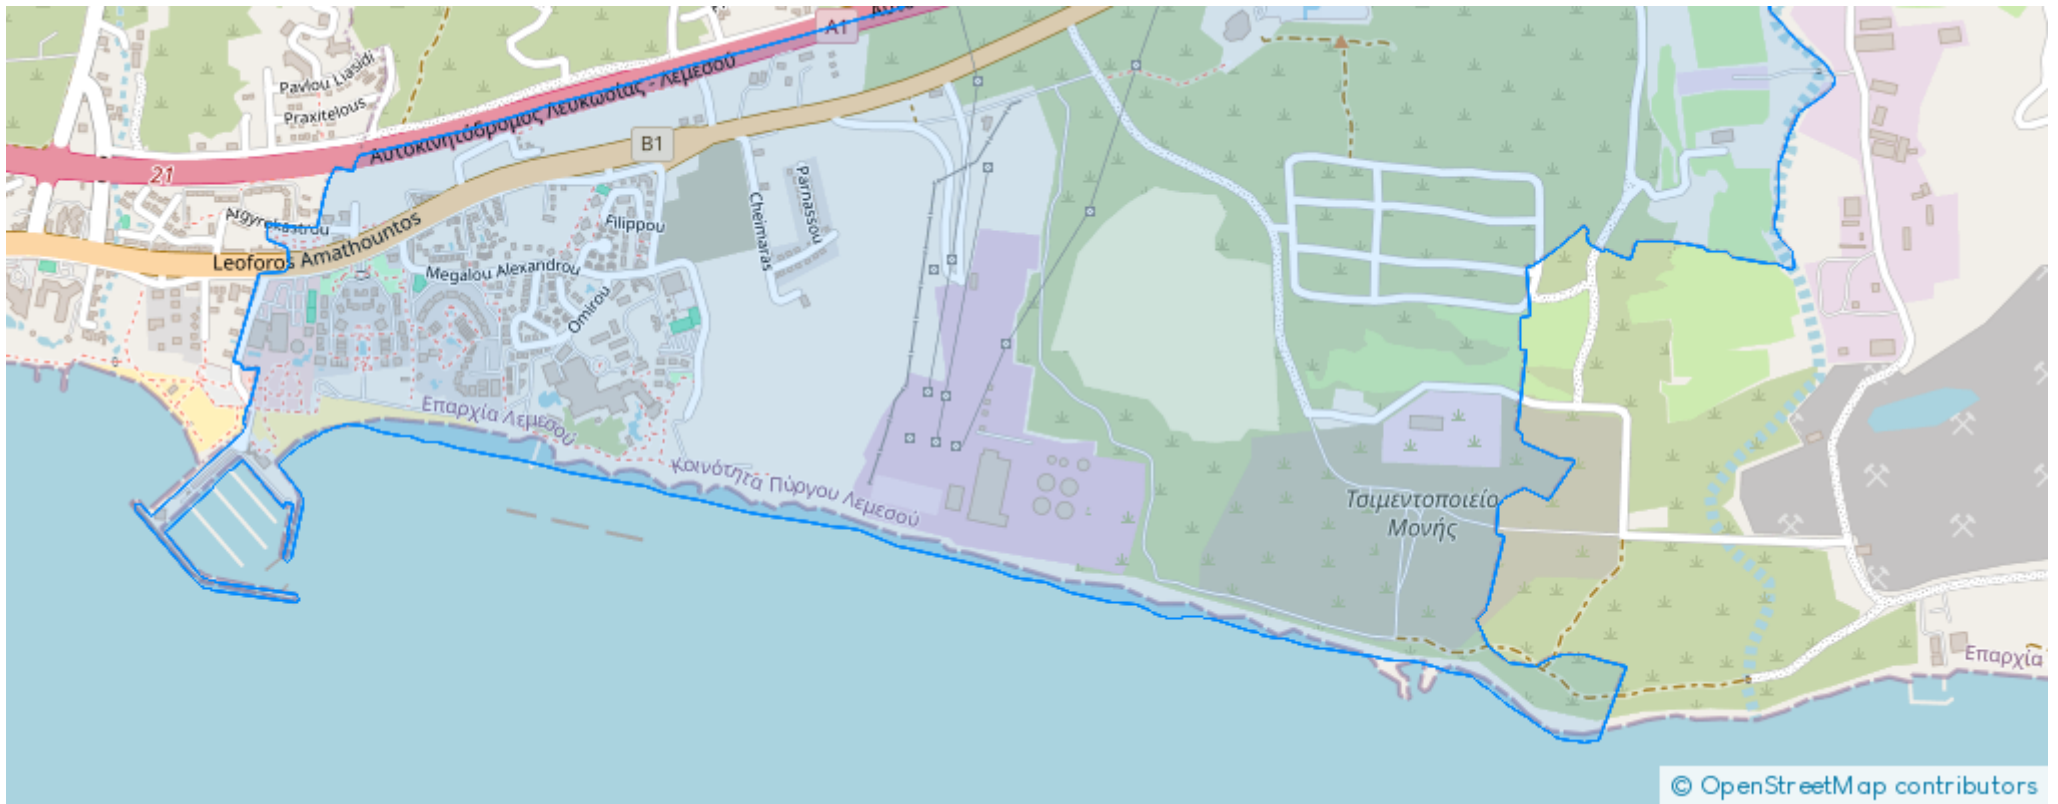 A1
Αυτο
Pavlou Liasidi
Praxitelous
Αυτοκινητόδρομος Λευκωσίας - Λεμεσού
B1
21
Argyrokastrou
Filippou
Parnassou
Cheimaras
Leoforos Amathountos
Megalou Alexandrou
Omirou
Επαρχία Λεμεσού
Κοινότητα Πύργου Λεμεσού
Τσιμεντοποιείο
Μονής
Επαρχία
© OpenStreetMap contributors